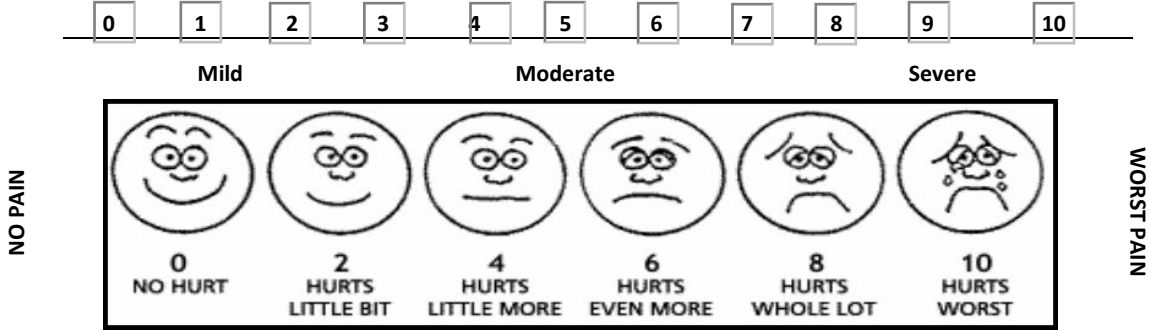 0 1 2 3 4 5 6 7 8 9 10
Mild Moderate Severe
NO PAIN
WORST PAIN
0 2 4 6 8 10
NO HURT HURTS HURTS HURTS HURTS HURTS
LITTLE BIT LITTLE MORE EVEN MORE WHOLE LOT WORST